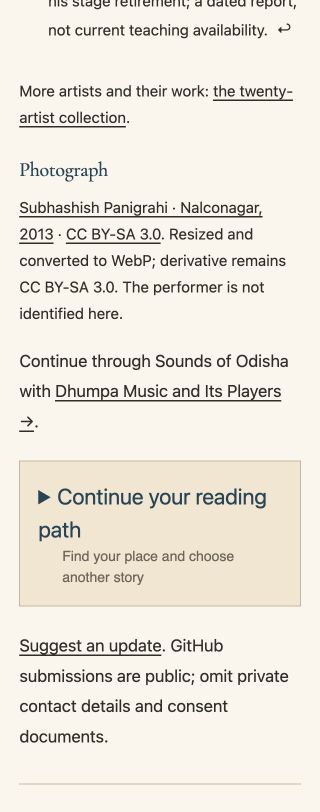 his stage retirement; a dated report,
not current teaching availability. ↩
More artists and their work: the twenty-
artist collection.
Photograph
Subhashish Panigrahi · Nalconagar,
2013 · CC BY-SA 3.0. Resized and
converted to WebP; derivative remains
CC BY-SA 3.0. The performer is not
identified here.
Continue through Sounds of Odisha
with Dhumpa Music and Its Players
→.
▶ Continue your reading
path
Find your place and choose
another story
Suggest an update. GitHub
submissions are public; omit private
contact details and consent
documents.